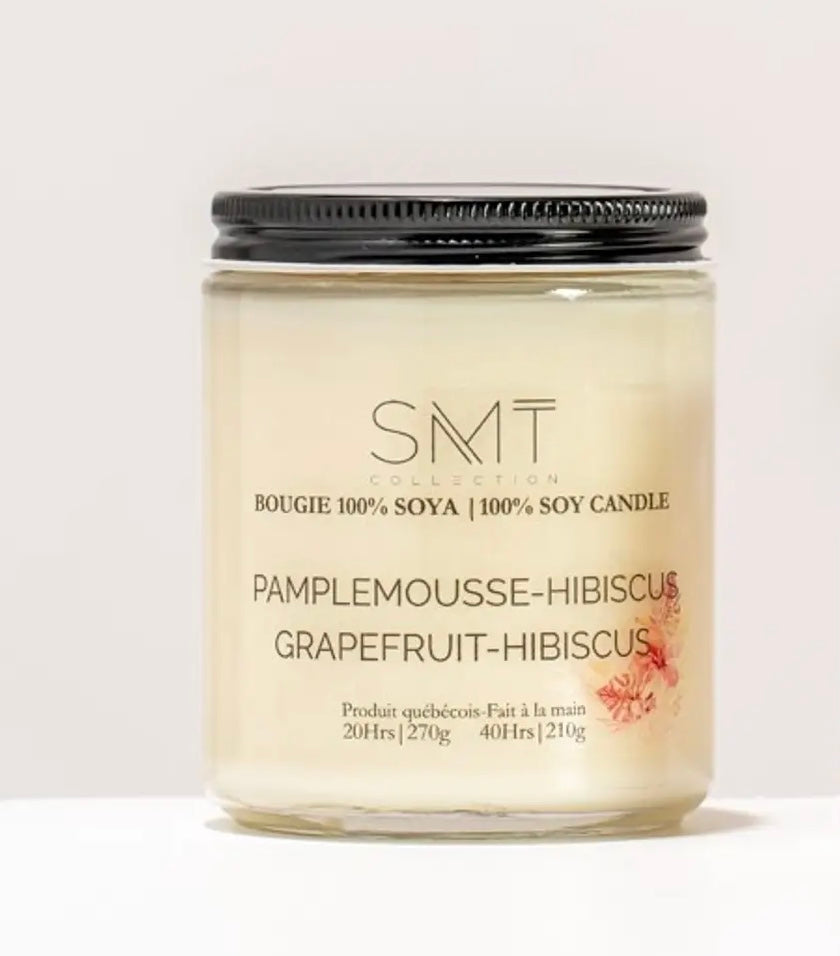 SMT
COLLECTION
BOUGIE 100% SOYA | 100% SOY CANDLE
PAMPLEMOUSSE-HIBISCUS
GRAPEFRUIT-HIBISCUS
Produit québécois-Fait à la main
20Hrs|270g 40Hrs|210g